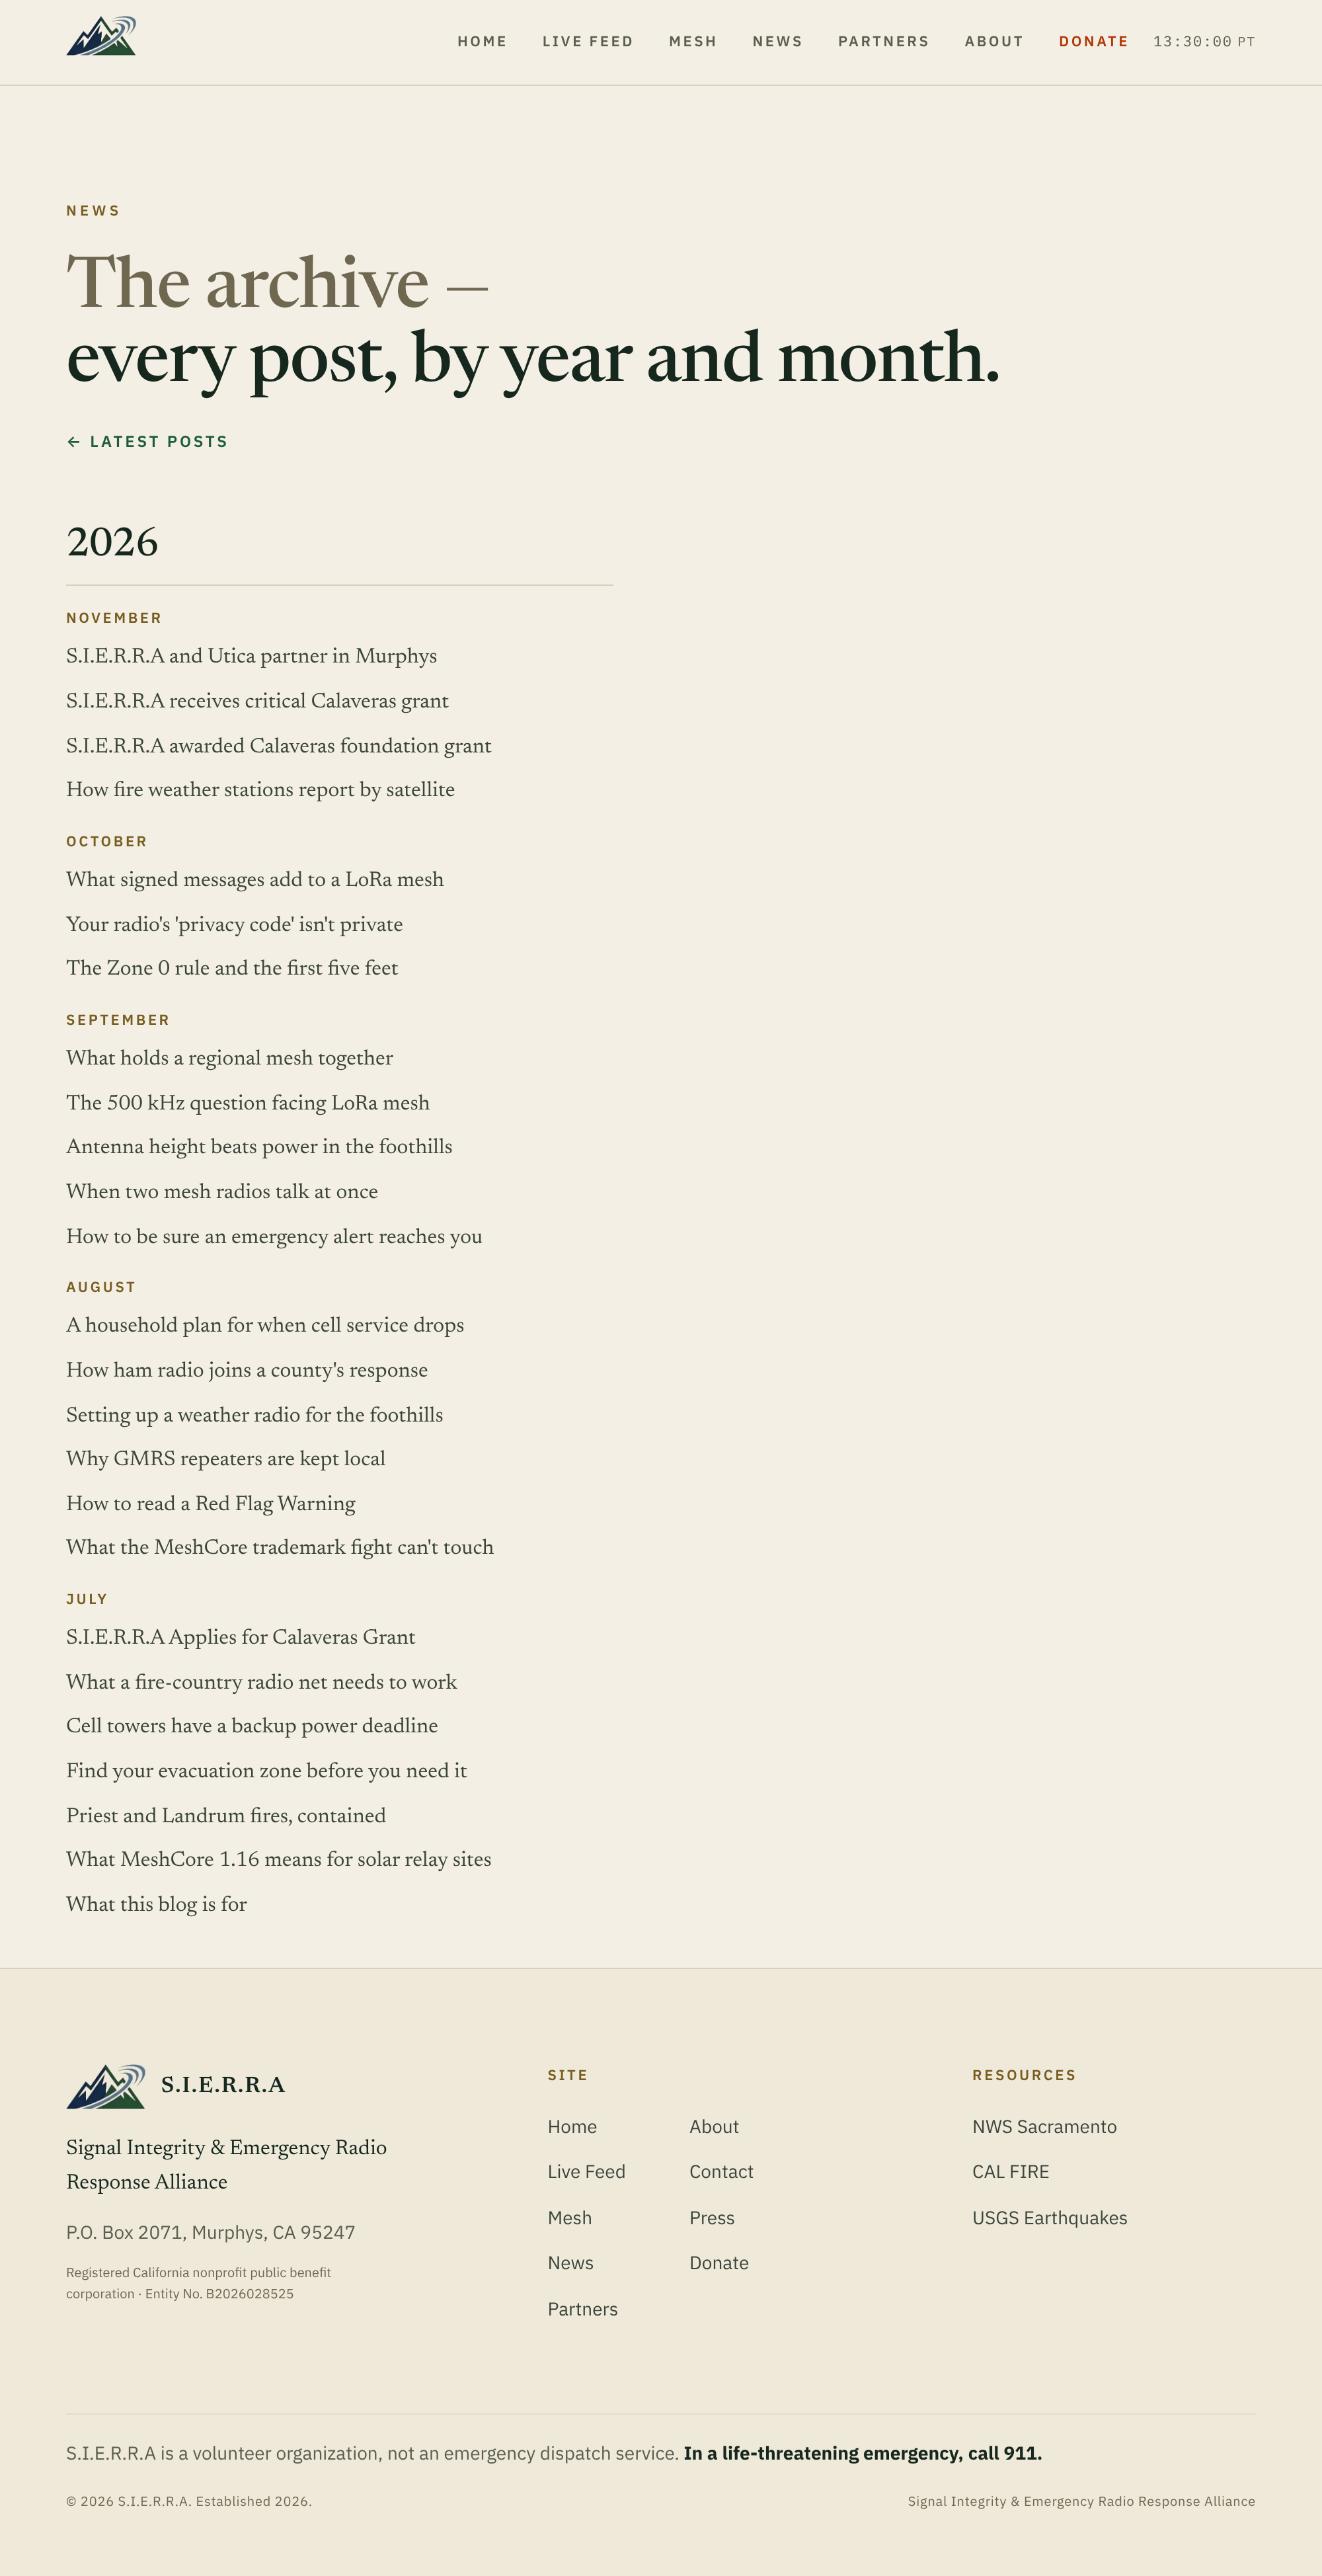 HOME LIVE FEED MESH NEWS PARTNERS ABOUT DONATE 13:30:00 PT
NEWS
The archive —
every post, by year and month.
← LATEST POSTS
2026
NOVEMBER
S.I.E.R.R.A and Utica partner in Murphys
S.I.E.R.R.A receives critical Calaveras grant
S.I.E.R.R.A awarded Calaveras foundation grant
How fire weather stations report by satellite
OCTOBER
What signed messages add to a LoRa mesh
Your radio's 'privacy code' isn't private
The Zone 0 rule and the first five feet
SEPTEMBER
What holds a regional mesh together
The 500 kHz question facing LoRa mesh
Antenna height beats power in the foothills
When two mesh radios talk at once
How to be sure an emergency alert reaches you
AUGUST
A household plan for when cell service drops
How ham radio joins a county's response
Setting up a weather radio for the foothills
Why GMRS repeaters are kept local
How to read a Red Flag Warning
What the MeshCore trademark fight can't touch
JULY
S.I.E.R.R.A Applies for Calaveras Grant
What a fire-country radio net needs to work
Cell towers have a backup power deadline
Find your evacuation zone before you need it
Priest and Landrum fires, contained
What MeshCore 1.16 means for solar relay sites
What this blog is for
S.I.E.R.R.A
Signal Integrity & Emergency Radio
Response Alliance
P.O. Box 2071, Murphys, CA 95247
Registered California nonprofit public benefit
corporation · Entity No. B2026028525
SITE
Home
Live Feed
Mesh
News
Partners
About
Contact
Press
Donate
RESOURCES
NWS Sacramento
CAL FIRE
USGS Earthquakes
S.I.E.R.R.A is a volunteer organization, not an emergency dispatch service. In a life-threatening emergency, call 911.
© 2026 S.I.E.R.R.A. Established 2026.
Signal Integrity & Emergency Radio Response Alliance